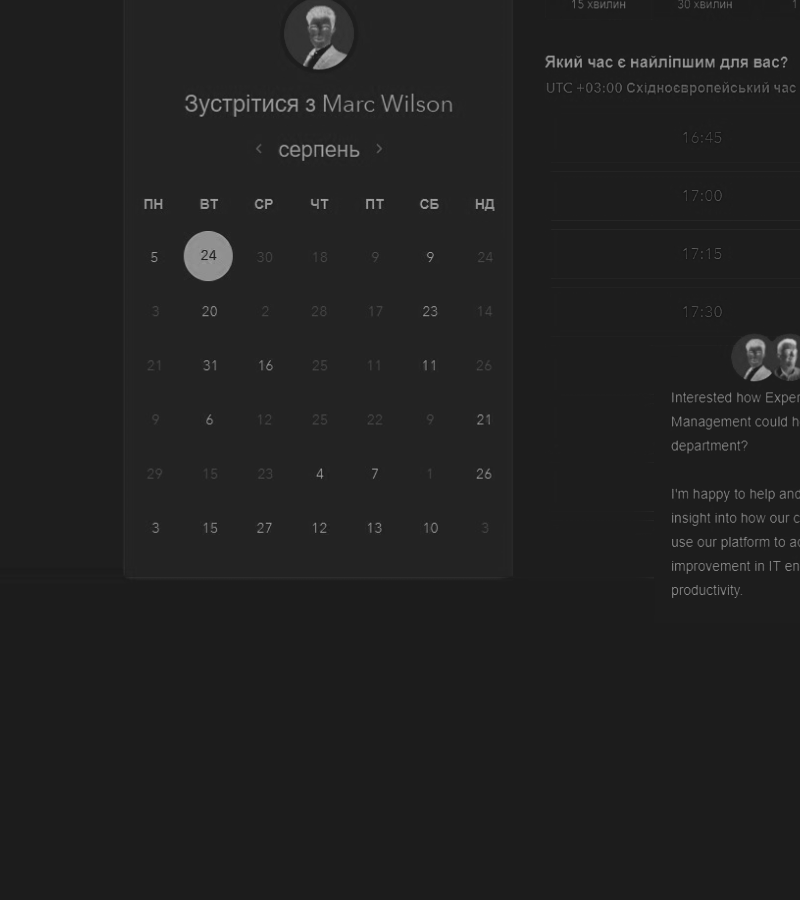 15 хвилин 30 хвилин 1
Зустрітися з Marc Wilson
серпень
ПН ВТ СР ЧТ ПТ СБ НД
5 24 30 18 9 9 24
3 20 2 28 17 23 14
21 31 16 25 11 11 26
9 6 12 25 22 9 21
29 15 23 4 7 1 26
3 15 27 12 13 10 3
Який час є найліпшим для вас?
UTC +03:00 Східноєвропейський час
16:45
17:00
17:15
17:30
Interested how Exper
Management could h
department?
I'm happy to help and
insight into how our c
use our platform to ac
improvement in IT en
productivity.